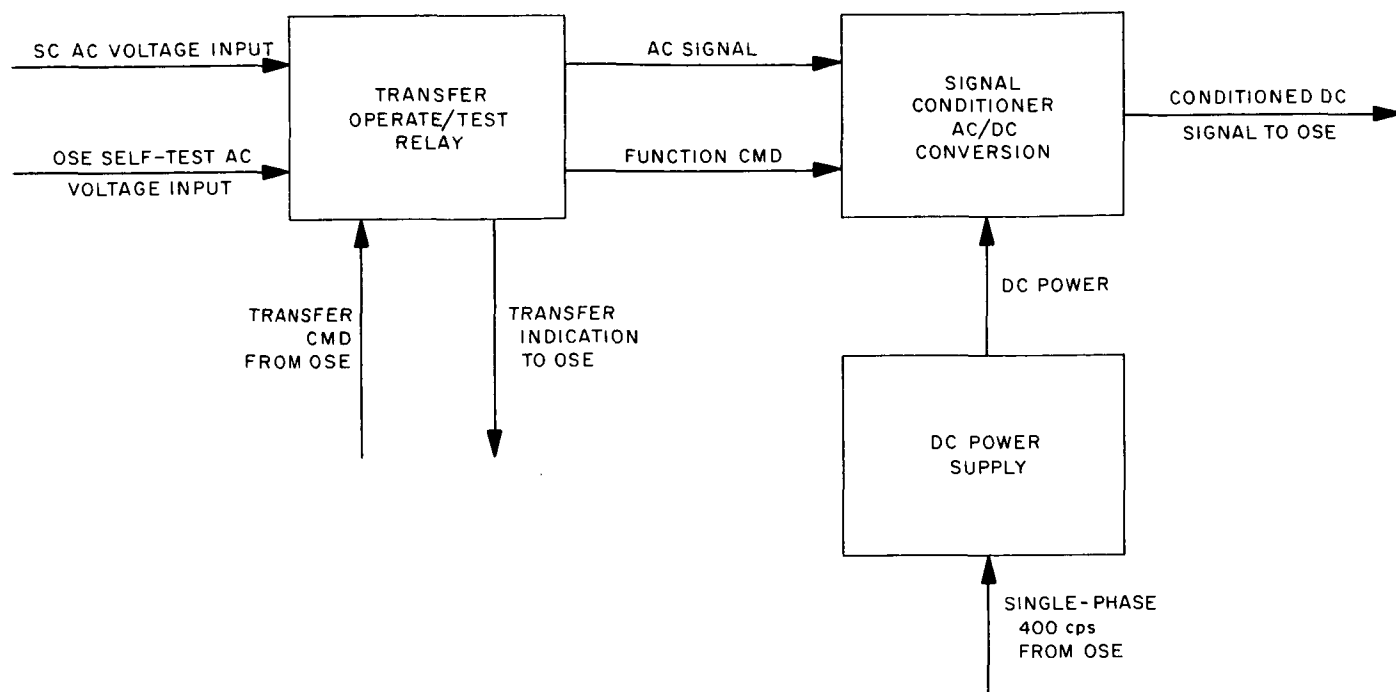 SC AC VOLTAGE INPUT
OSE SELF-TEST AC
VOLTAGE INPUT
TRANSFER
OPERATE/TEST
RELAY
AC SIGNAL
FUNCTION CMD
SIGNAL
CONDITIONER
AC/DC
CONVERSION
CONDITIONED DC
SIGNAL TO OSE
TRANSFER
CMD
FROM OSE
TRANSFER
INDICATION
TO OSE
DC POWER
DC POWER
SUPPLY
SINGLE-PHASE
400 cps
FROM OSE